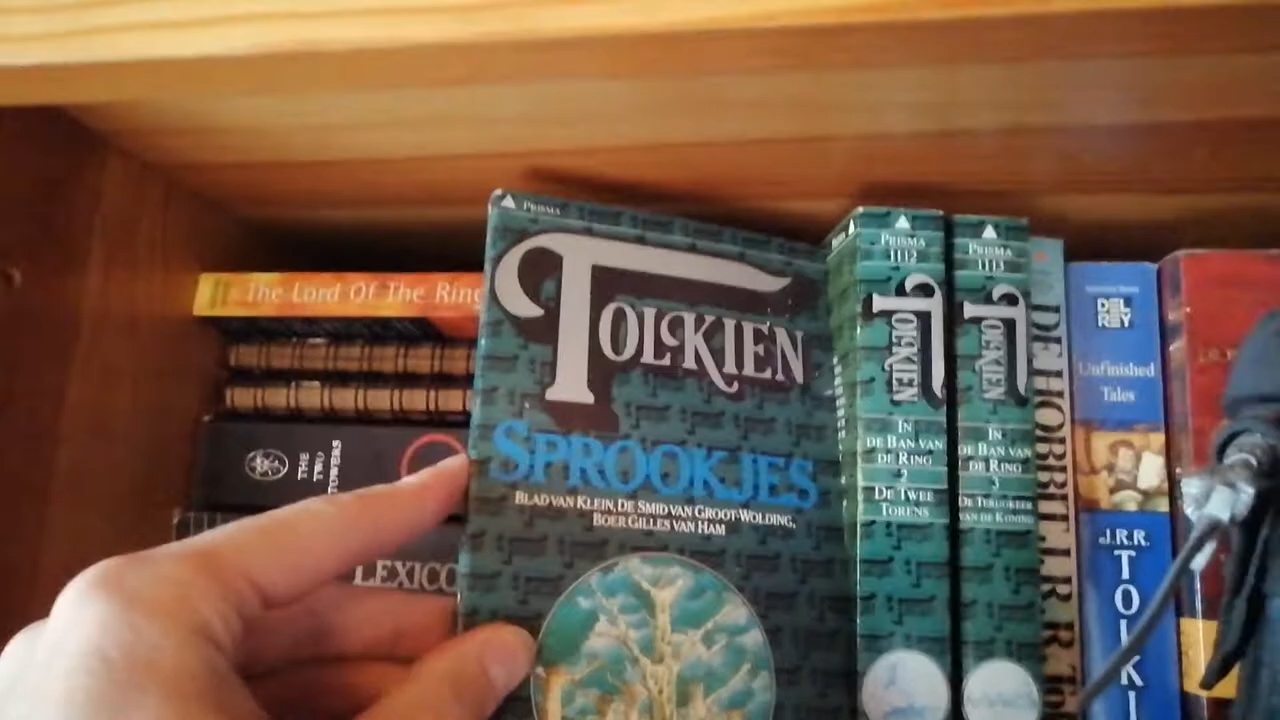 The Lord Of The Ring
THE
TWO
TOWERS
LEXICO
PRISMA
TOLKIEN
SPROOKJES
BLAD VAN KLEIN, DE SMID VAN GROOT-WOLDING,
BOER GILLES VAN HAM
PRISMA
1112
TOLKIEN
IN
DE BAN VAN
DE RING
2
DE TWEE
TORENS
PRISMA
1113
TOLKIEN
IN
DE BAN VAN
DE RING
3
DE TERUGKEER
VAN DE KONING
DE HOBBIT J.R.R. TO
DEL
REY
Unfinished
Tales
J.R.R.
TOLKI